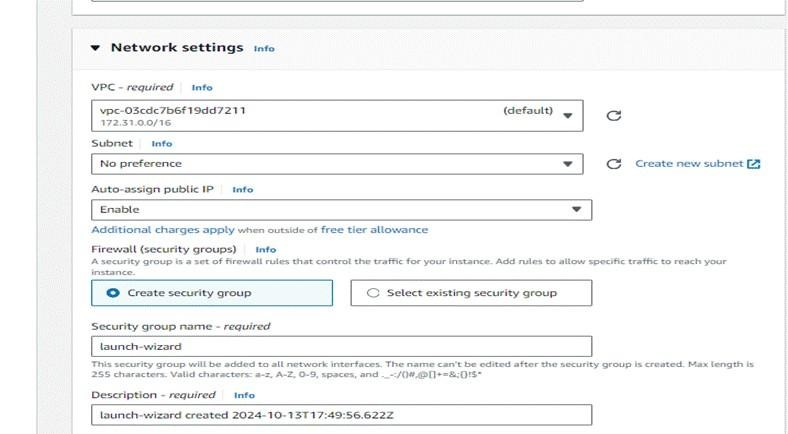 Network settings Info
VPC - required Info
vpc-03cdc7b6f19dd7211 (default)
172.31.0.0/16
Subnet Info
No preference Create new subnet
Auto-assign public IP Info
Enable
Additional charges apply when outside of free tier allowance
Firewall (security groups) Info
A security group is a set of firewall rules that control the traffic for your instance. Add rules to allow specific traffic to reach your
instance.
Create security group Select existing security group
Security group name - required
launch-wizard
This security group will be added to all network interfaces. The name can't be edited after the security group is created. Max length is
255 characters. Valid characters: a-z, A-Z, 0-9, spaces, and ._-:/()#,@[]+=&;{}!$*
Description - required Info
launch-wizard created 2024-10-13T17:49:56.622Z